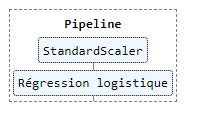 Pipeline
StandardScaler
Régression logistique